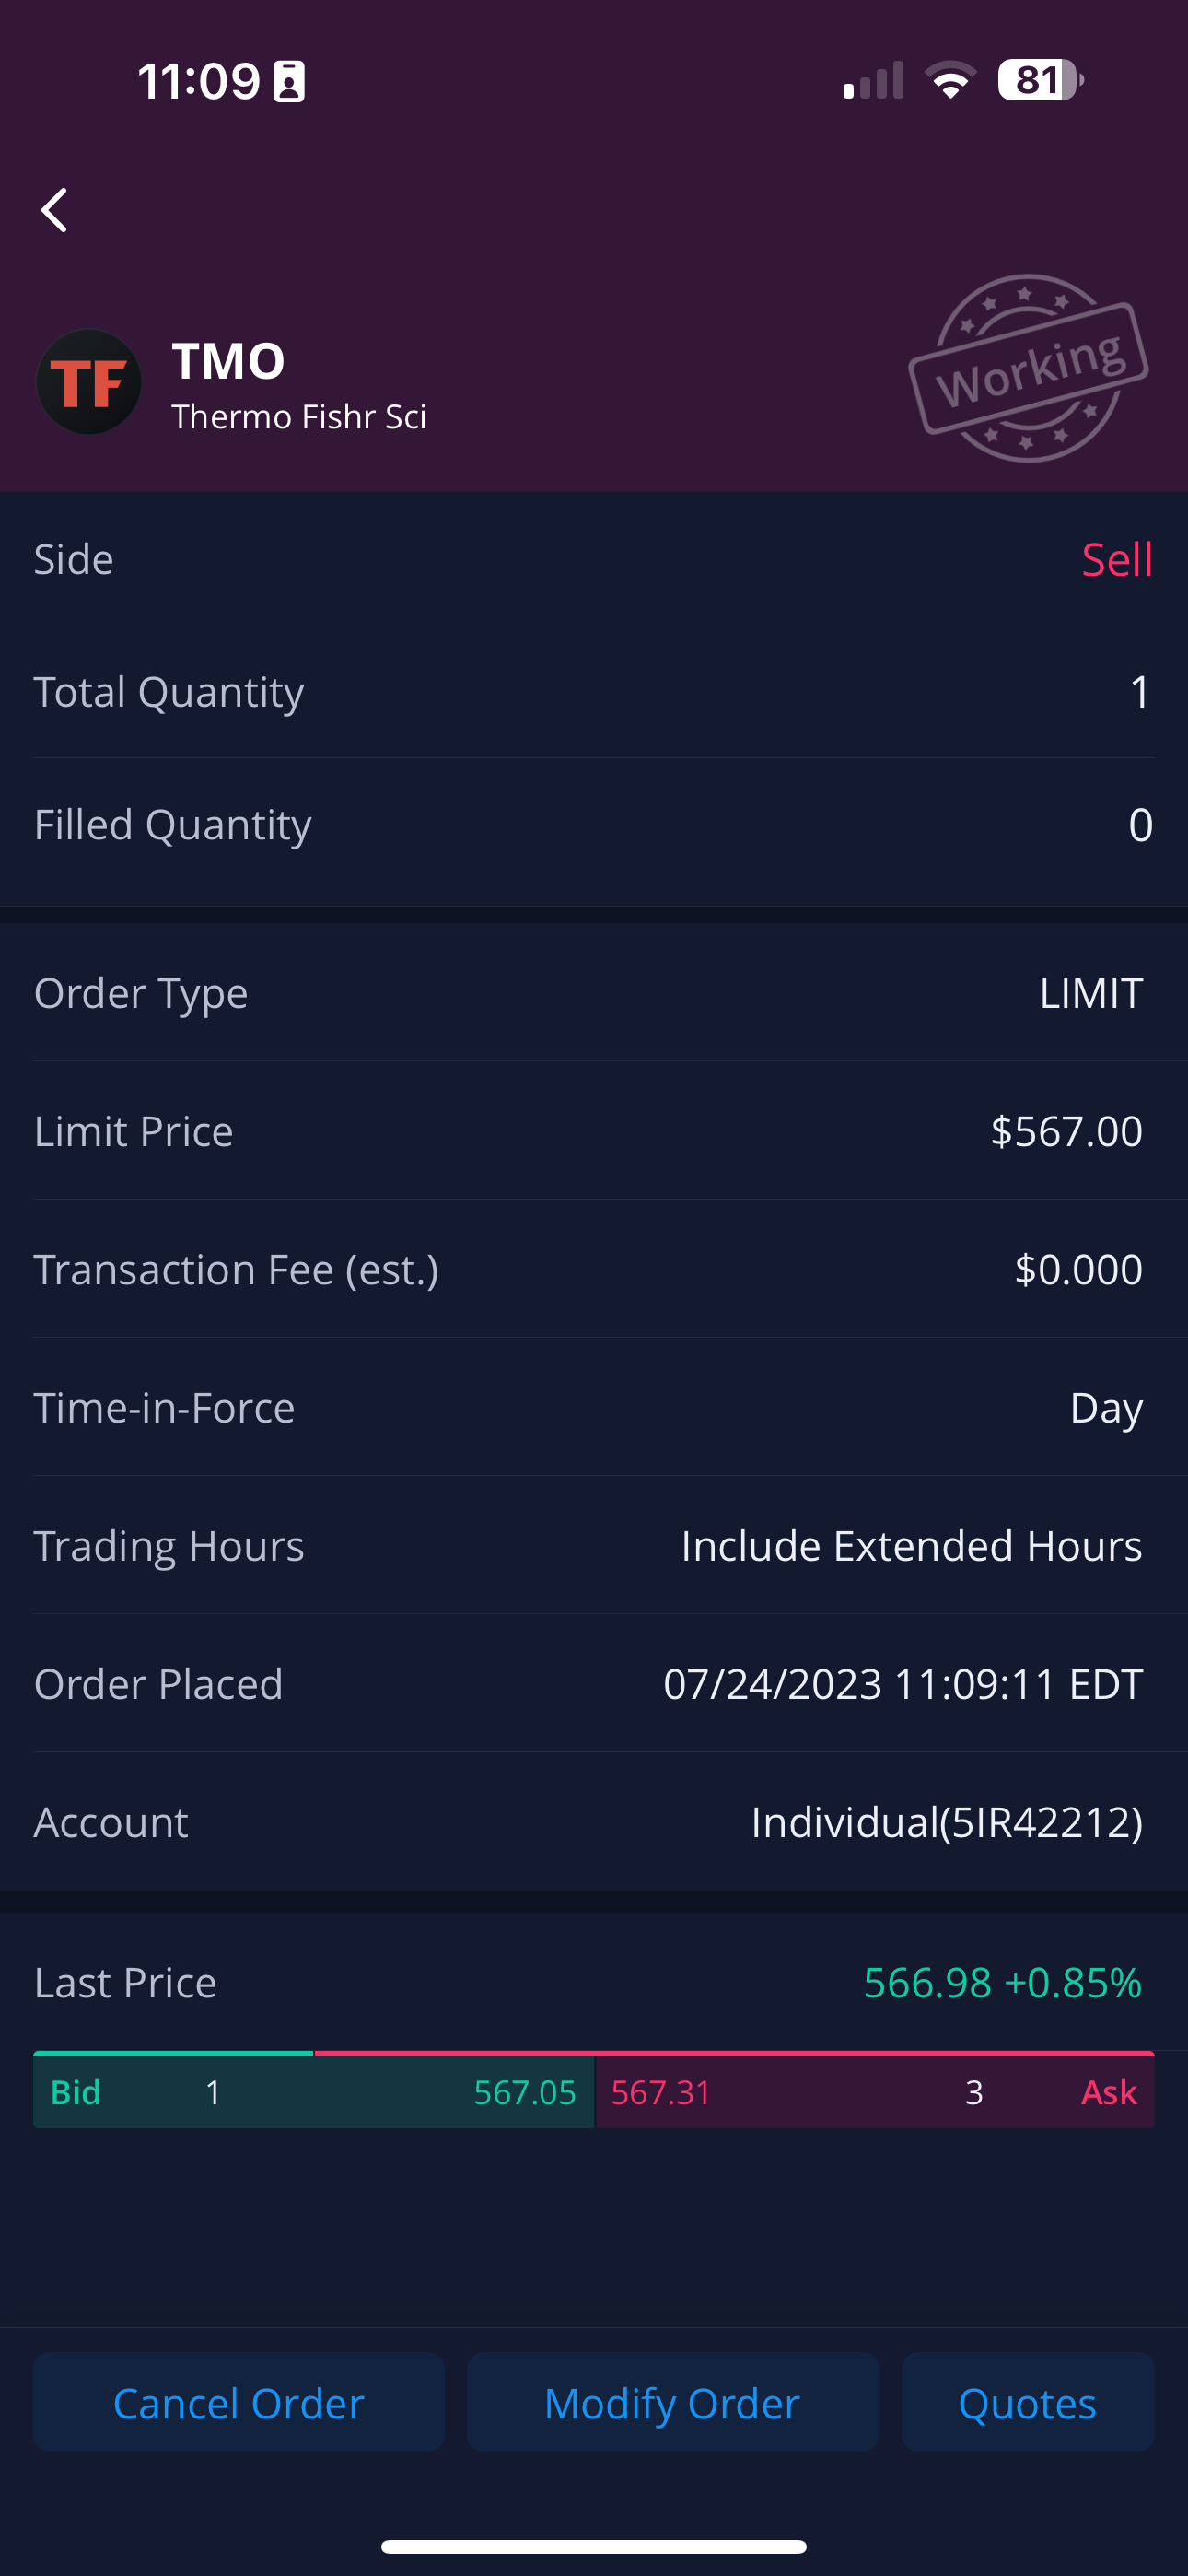 11:09
81
TF
TMO
Thermo Fishr Sci
Working
Side Sell
Total Quantity 1
Filled Quantity 0
Order Type LIMIT
Limit Price $567.00
Transaction Fee (est.) $0.000
Time-in-Force Day
Trading Hours Include Extended Hours
Order Placed 07/24/2023 11:09:11 EDT
Account Individual(5IR42212)
Last Price 566.98 +0.85%
Bid 1 567.05 567.31 3 Ask
Cancel Order Modify Order Quotes